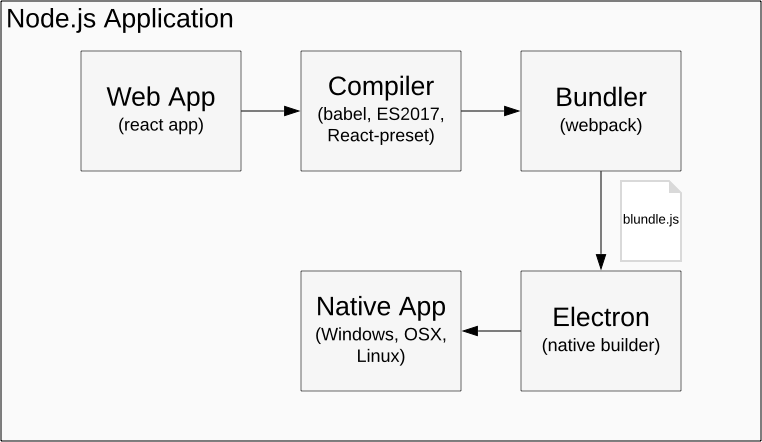 Node.js Application
Web App
(react app)
Compiler
(babel, ES2017,
React-preset)
Bundler
(webpack)
blundle.js
Native App
(Windows, OSX,
Linux)
Electron
(native builder)